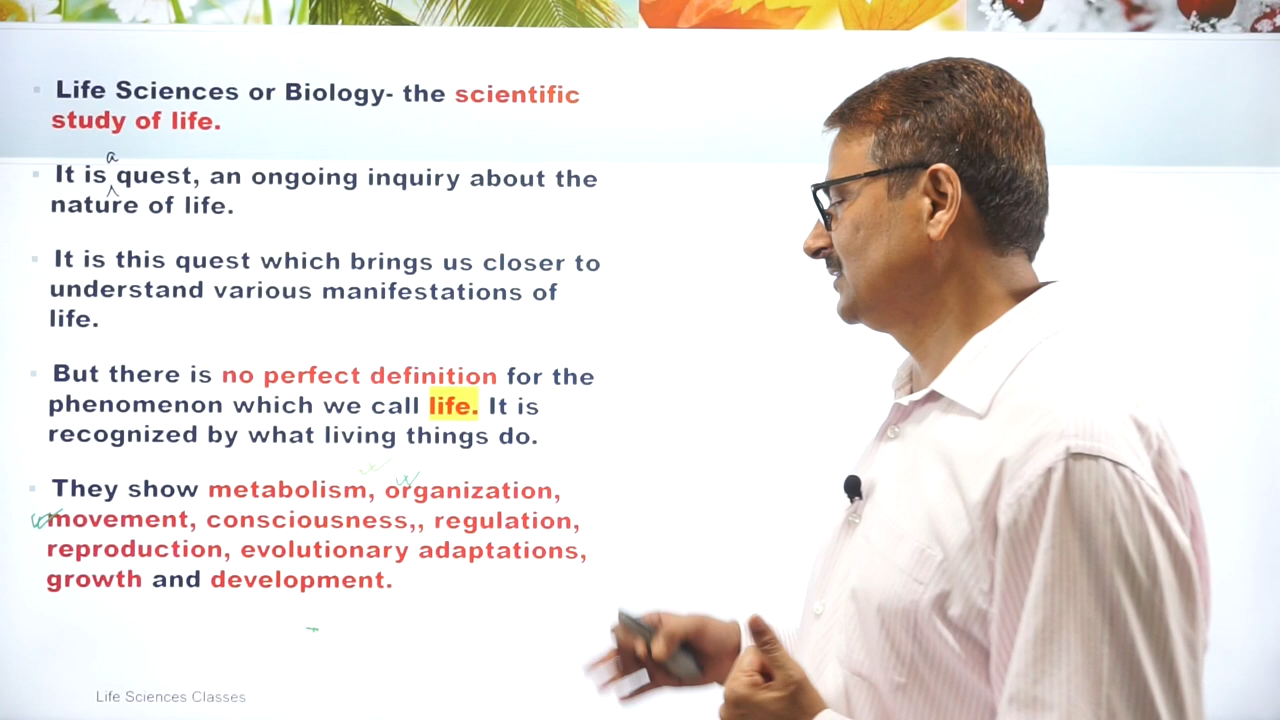 Life Sciences or Biology- the scientific
study of life.
a
It is quest, an ongoing inquiry about the
nature of life.
It is this quest which brings us closer to
understand various manifestations of
life.
But there is no perfect definition for the
phenomenon which we call life. It is
recognized by what living things do.
They show metabolism, organization,
movement, consciousness,, regulation,
reproduction, evolutionary adaptations,
growth and development.
Life Sciences Classes